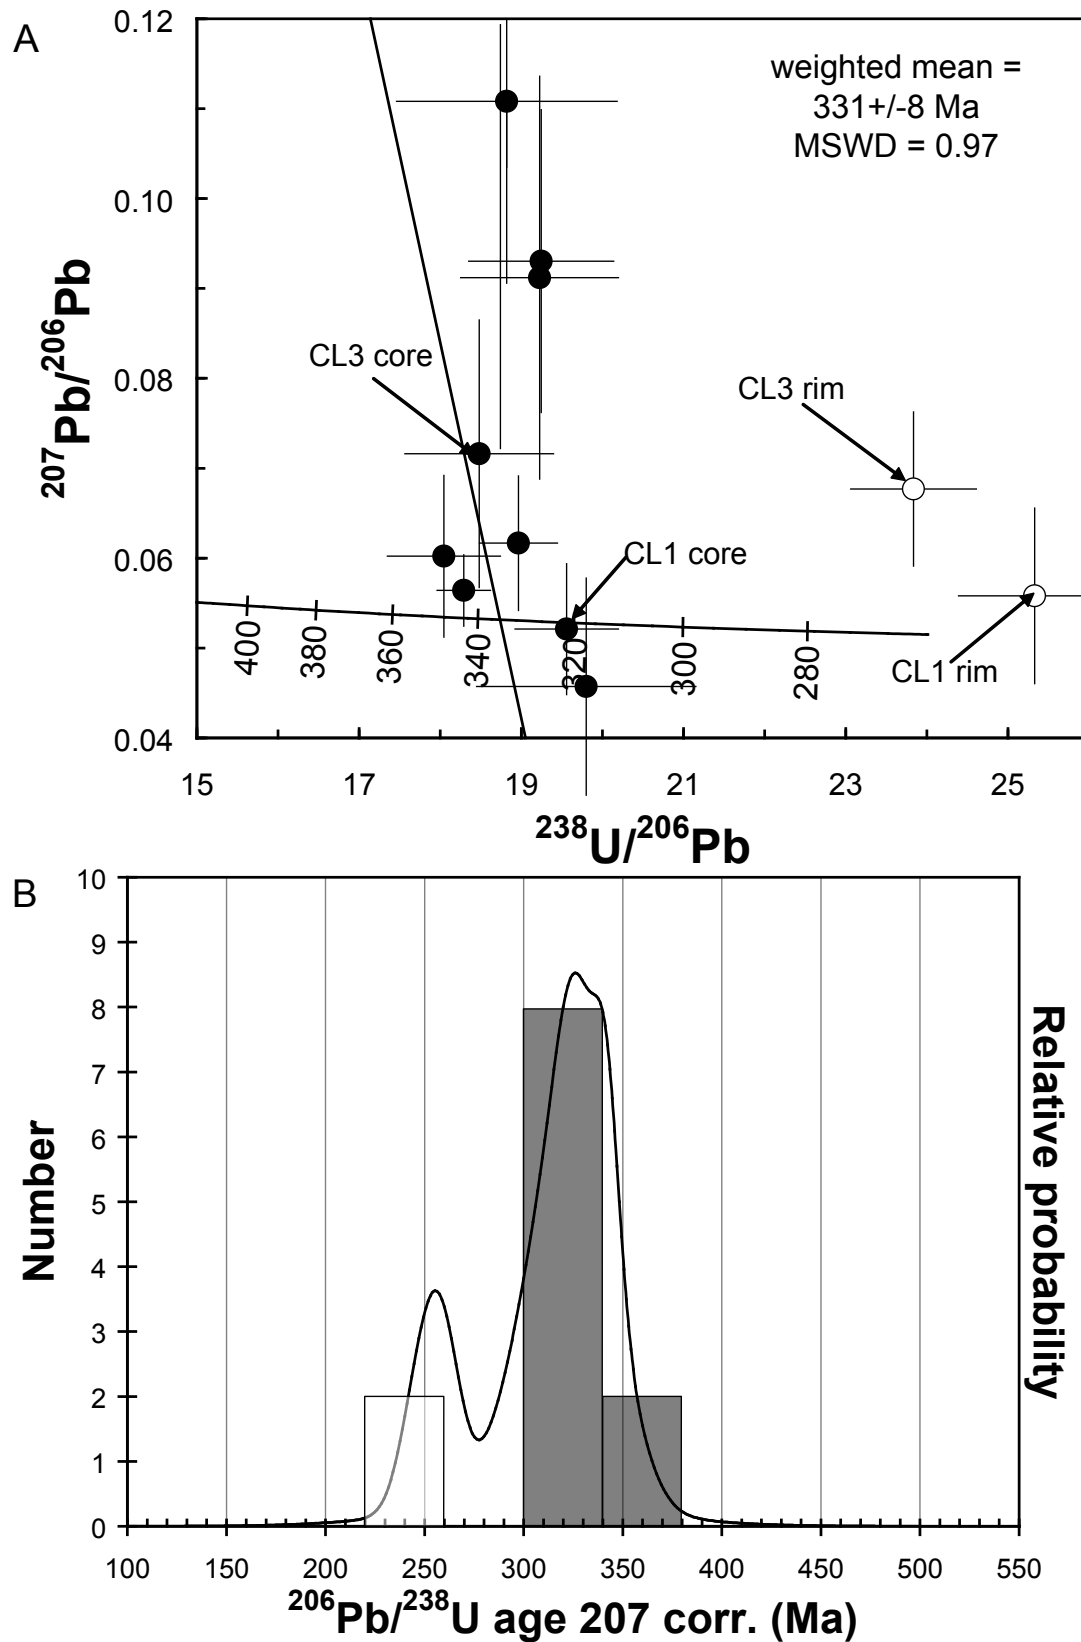 A
weighted mean =
331+/-8 Ma
MSWD = 0.97
0.12
0.10
0.08
0.06
0.04
207Pb/206Pb
CL3 core
CL3 rim
CL1 core
CL1 rim
400
380
360
340
320
300
280
15 17 19 21 23 25
238U/206Pb
B
10
9
8
7
6
5
4
3
2
1
0
Number
Relative probability
100 150 200 250 300 350 400 450 500 550
206Pb/238U age 207 corr. (Ma)